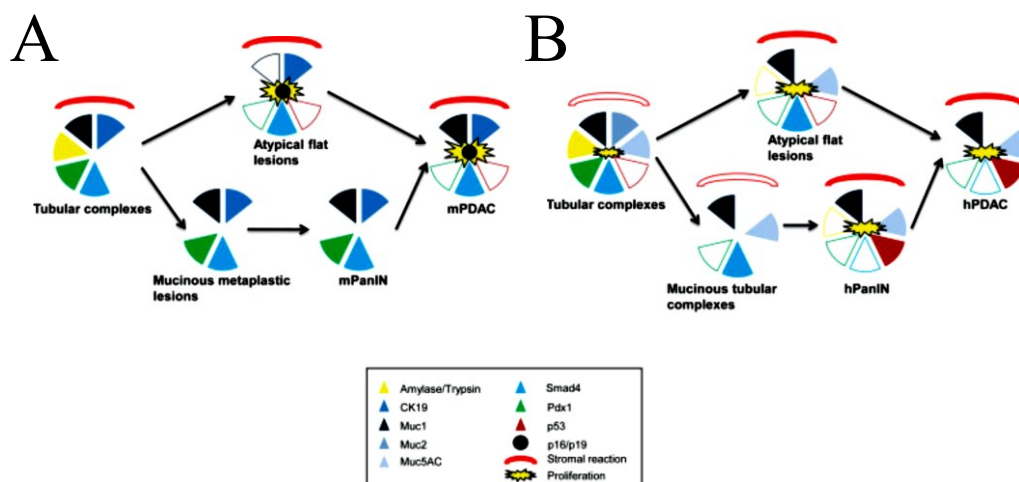 A
B
Atypical flat
lesions
Tubular complexes
mPDAC
Mucinous metaplastic
lesions
mPanIN
Atypical flat
lesions
Tubular complexes
hPDAC
Mucinous tubular
complexes
hPanIN
Amylase/Trypsin
CK19
Muc1
Muc2
Muc5AC
Smad4
Pdx1
p53
p16/p19
Stromal reaction
Proliferation